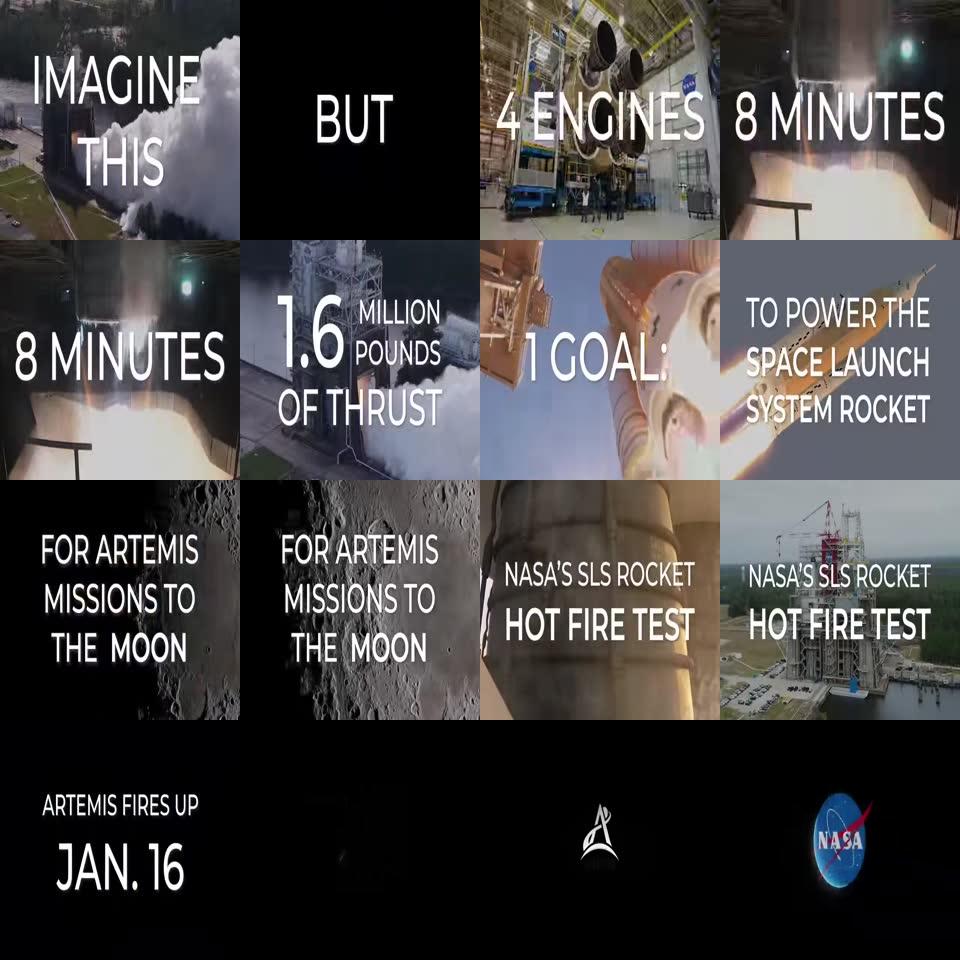 IMAGINE
THIS
BUT
4 ENGINES
8 MINUTES
8 MINUTES
1.6 MILLION
POUNDS
OF THRUST
1 GOAL:
TO POWER THE
SPACE LAUNCH
SYSTEM ROCKET
FOR ARTEMIS
MISSIONS TO
THE MOON
FOR ARTEMIS
MISSIONS TO
THE MOON
NASA'S SLS ROCKET
HOT FIRE TEST
NASA'S SLS ROCKET
HOT FIRE TEST
ARTEMIS FIRES UP
JAN. 16
NASA